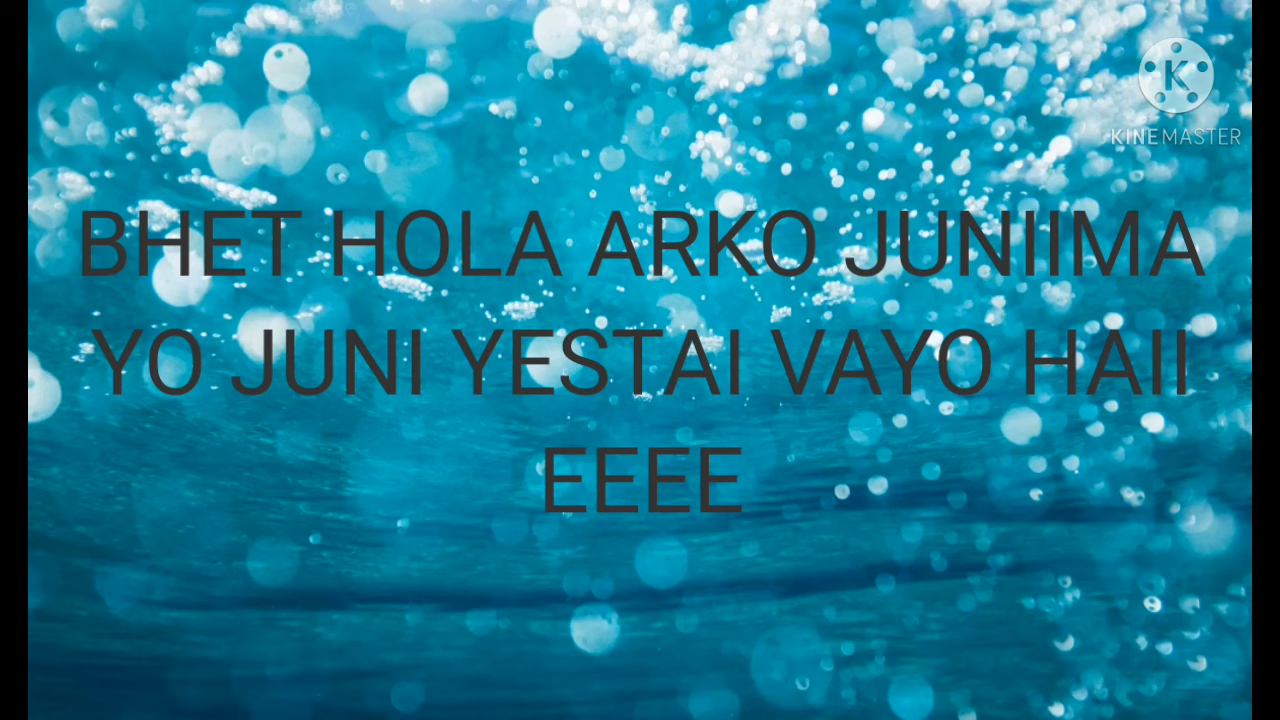 KINEMASTER
BHET HOLA ARKO JUNIIMA
YO JUNI YESTAI VAYO HAII
EEEE